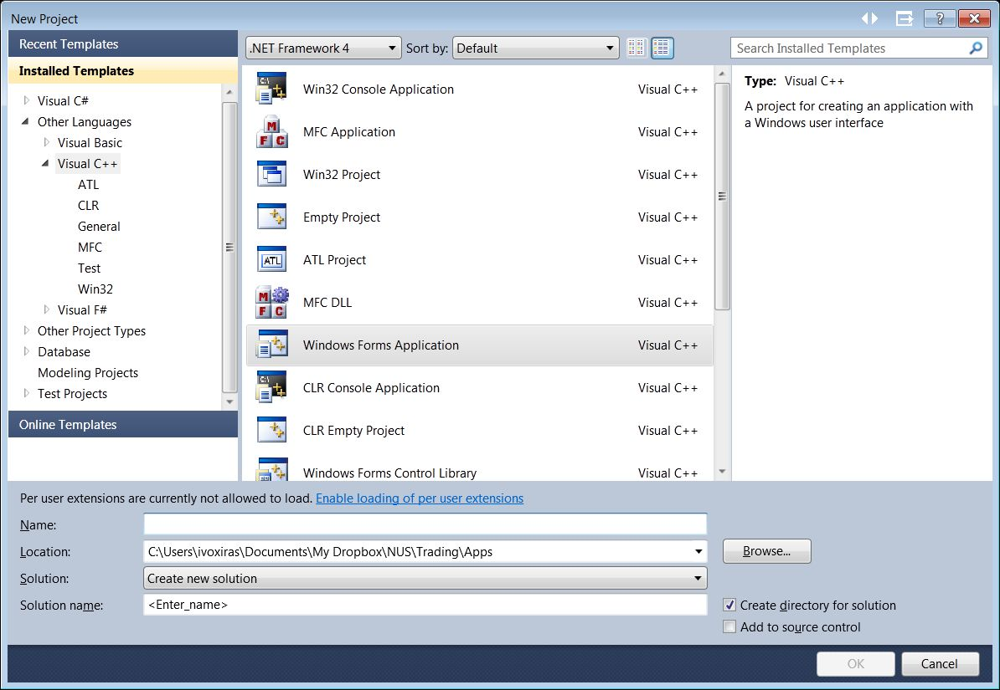 New Project
Recent Templates
Installed Templates
Visual C#
Other Languages
Visual Basic
Visual C++
ATL
CLR
General
MFC
Test
Win32
Visual F#
Other Project Types
Database
Modeling Projects
Test Projects
Online Templates
.NET Framework 4
Sort by: Default
Search Installed Templates
Win32 Console Application Visual C++
MFC Application Visual C++
Win32 Project Visual C++
Empty Project Visual C++
ATL Project Visual C++
MFC DLL Visual C++
Windows Forms Application Visual C++
CLR Console Application Visual C++
CLR Empty Project Visual C++
Windows Forms Control Library Visual C++
Type: Visual C++
A project for creating an application with
a Windows user interface
Per user extensions are currently not allowed to load. Enable loading of per user extensions
Name:
Location: C:\Users\ivoxiras\Documents\My Dropbox\NUS\Trading\Apps
Browse...
Solution: Create new solution
Solution name: <Enter_name>
Create directory for solution
Add to source control
OK
Cancel